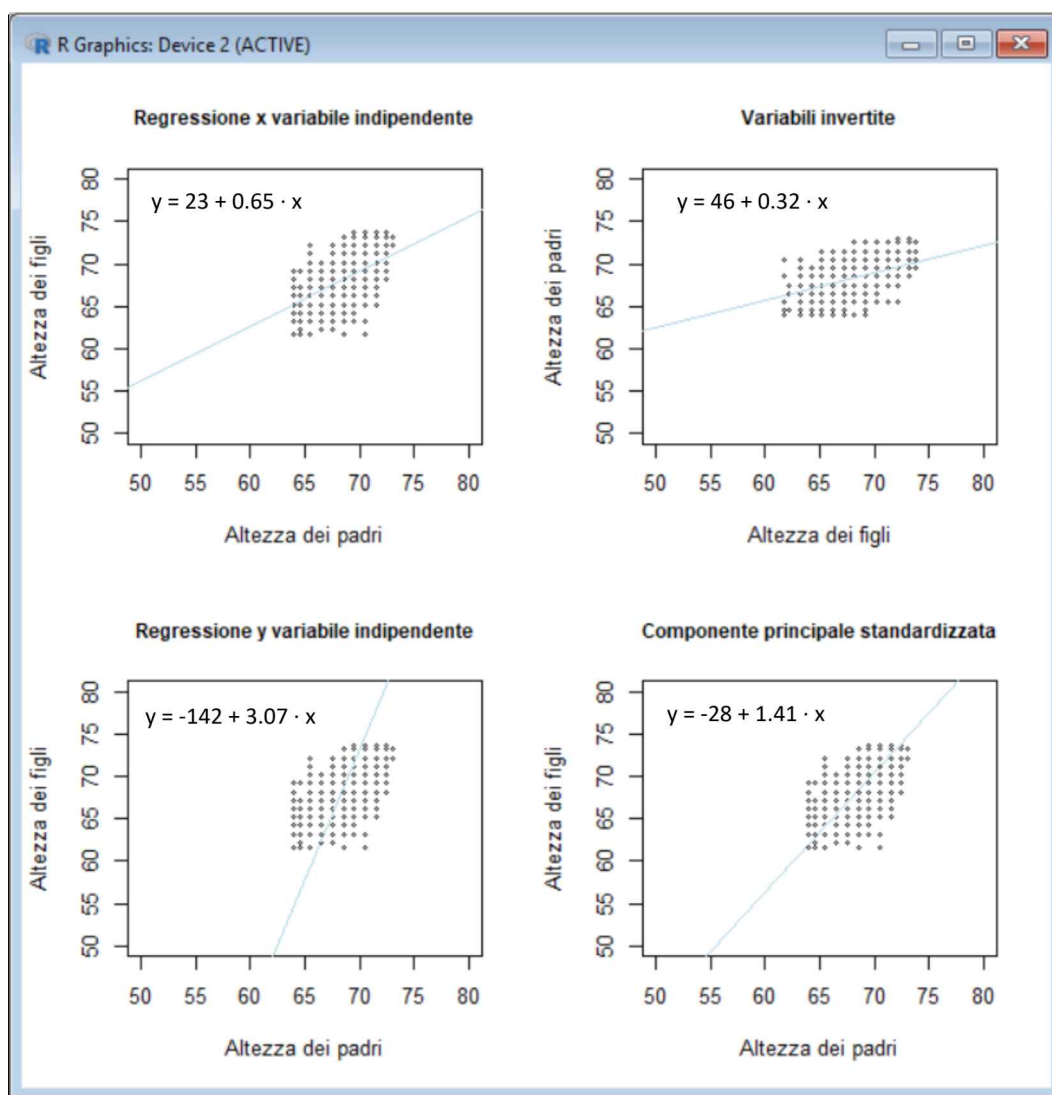 R Graphics: Device 2 (ACTIVE)
Regressione x variabile indipendente
y = 23 + 0.65 · x
80
75
70
65
60
55
50
Altezza dei figli
50 55 60 65 70 75 80
Altezza dei padri
Variabili invertite
y = 46 + 0.32 · x
80
75
70
65
60
55
50
Altezza dei padri
50 55 60 65 70 75 80
Altezza dei figli
Regressione y variabile indipendente
y = -142 + 3.07 · x
80
75
70
65
60
55
50
Altezza dei figli
50 55 60 65 70 75 80
Altezza dei padri
Componente principale standardizzata
y = -28 + 1.41 · x
80
75
70
65
60
55
50
Altezza dei figli
50 55 60 65 70 75 80
Altezza dei padri